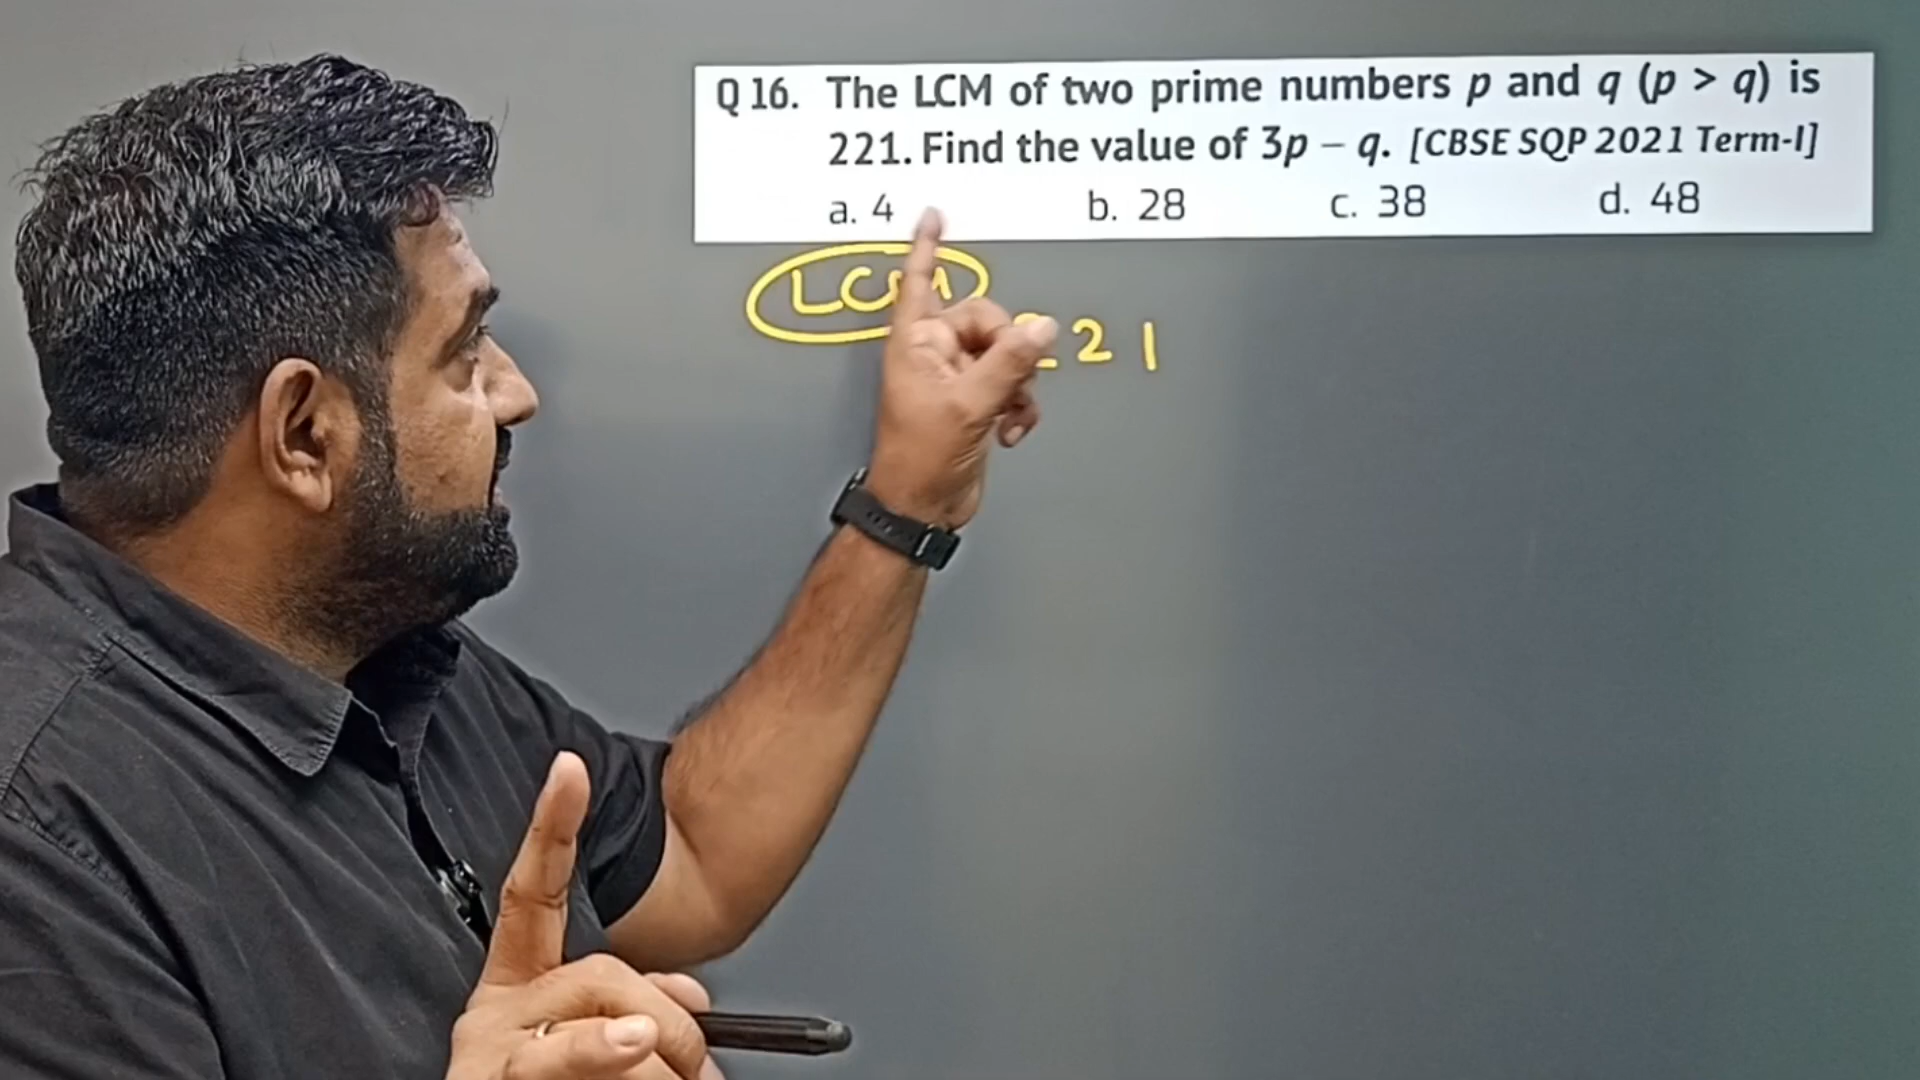 Q 16. The LCM of two prime numbers p and q (p > q) is
221. Find the value of 3p – q. [CBSE SQP 2021 Term-I]
a. 4 b. 28 c. 38 d. 48
LCM
221